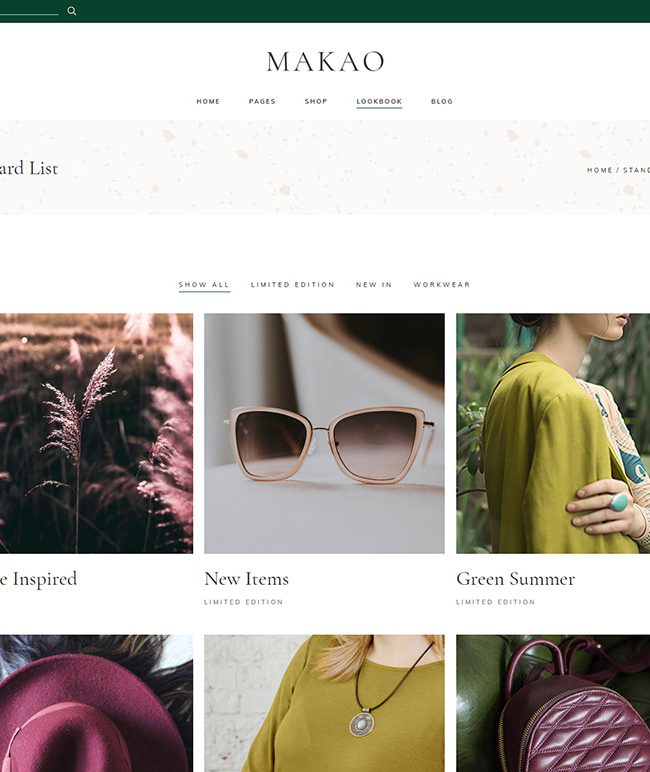 MAKAO
HOME PAGES SHOP LOOKBOOK BLOG
ard List
HOME / STAND
SHOW ALL LIMITED EDITION NEW IN WORKWEAR
e Inspired
New Items
Green Summer
LIMITED EDITION
LIMITED EDITION